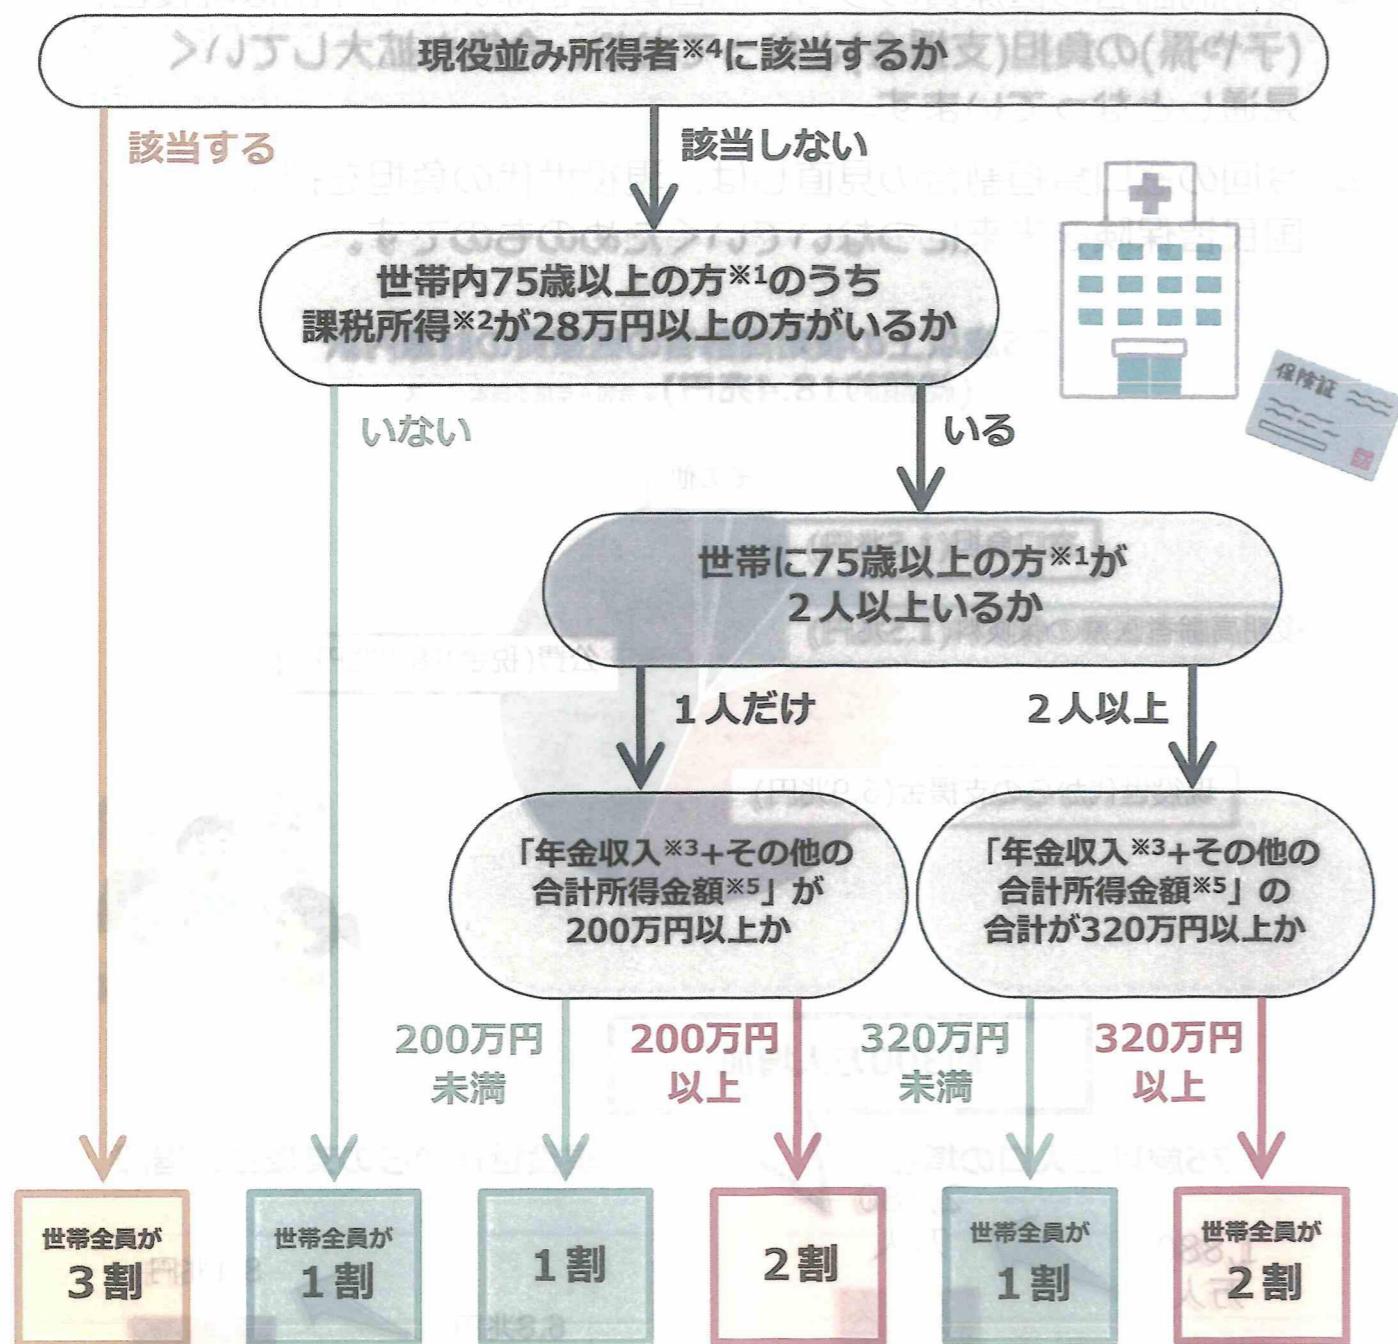 現役並み所得者※4に該当するか
該当する
該当しない
世帯内75歳以上の方※1のうち
課税所得※2が28万円以上の方がいるか
保険証
いない
いる
世帯に75歳以上の方※1が
2人以上いるか
1人だけ
2人以上
「年金収入※3+その他の
合計所得金額※5」が
200万円以上か
「年金収入※3+その他の
合計所得金額※5」の
合計が320万円以上か
200万円
未満
200万円
以上
320万円
未満
320万円
以上
世帯全員が
3割
世帯全員が
1割
1割
2割
世帯全員が
1割
世帯全員が
2割